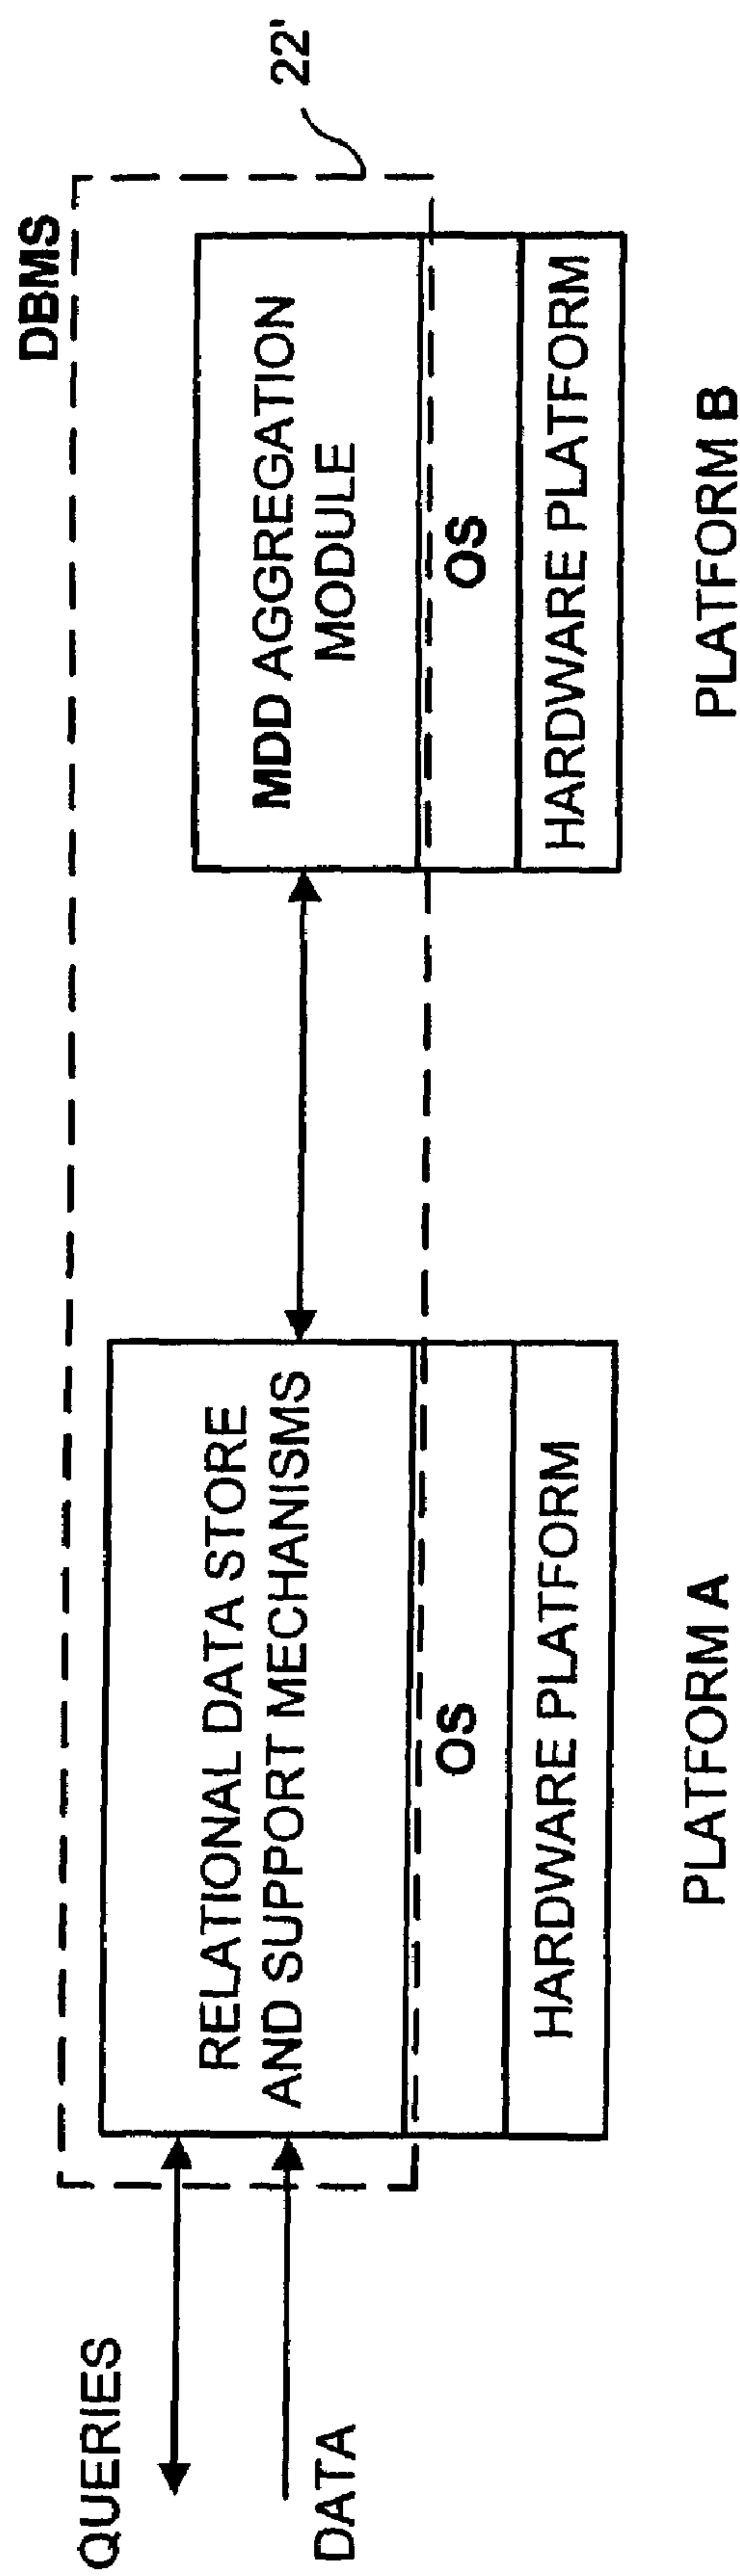 DBMS
22'
QUERIES
DATA
RELATIONAL DATA STORE
AND SUPPORT MECHANISMS
OS
HARDWARE PLATFORM
PLATFORM A
MDD AGGREGATION
MODULE
OS
HARDWARE PLATFORM
PLATFORM B